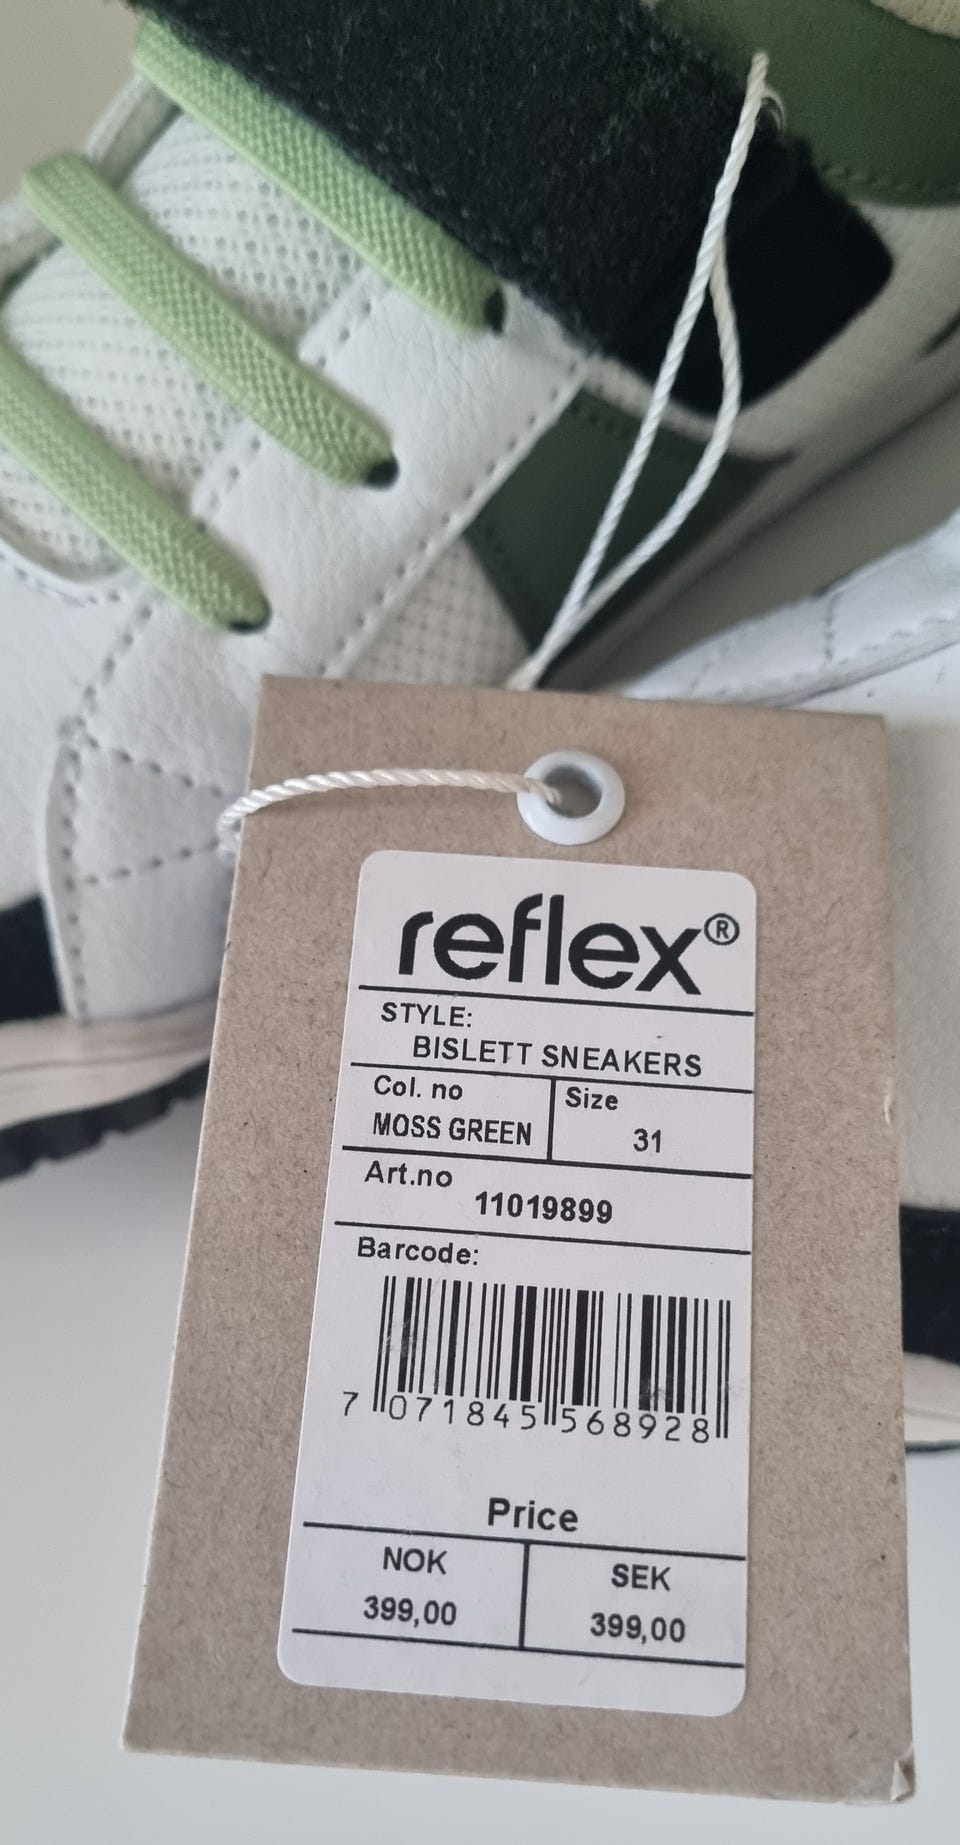 reflex®
STYLE:
BISLETT SNEAKERS
Col. no
MOSS GREEN
Size
31
Art.no
11019899
Barcode:
7 071845 568928
Price
NOK
399,00
SEK
399,00